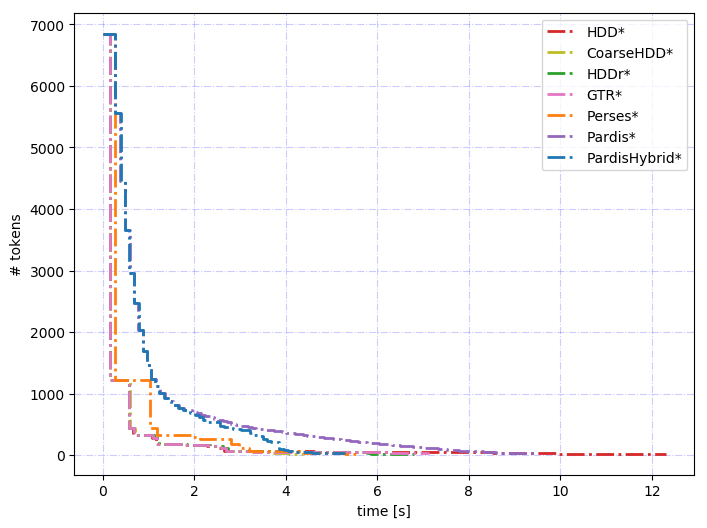 7000
6000
5000
4000
3000
2000
1000
0
# tokens
0 2 4 6 8 10 12
time [s]
HDD*
CoarseHDD*
HDDr*
GTR*
Perses*
Pardis*
PardisHybrid*